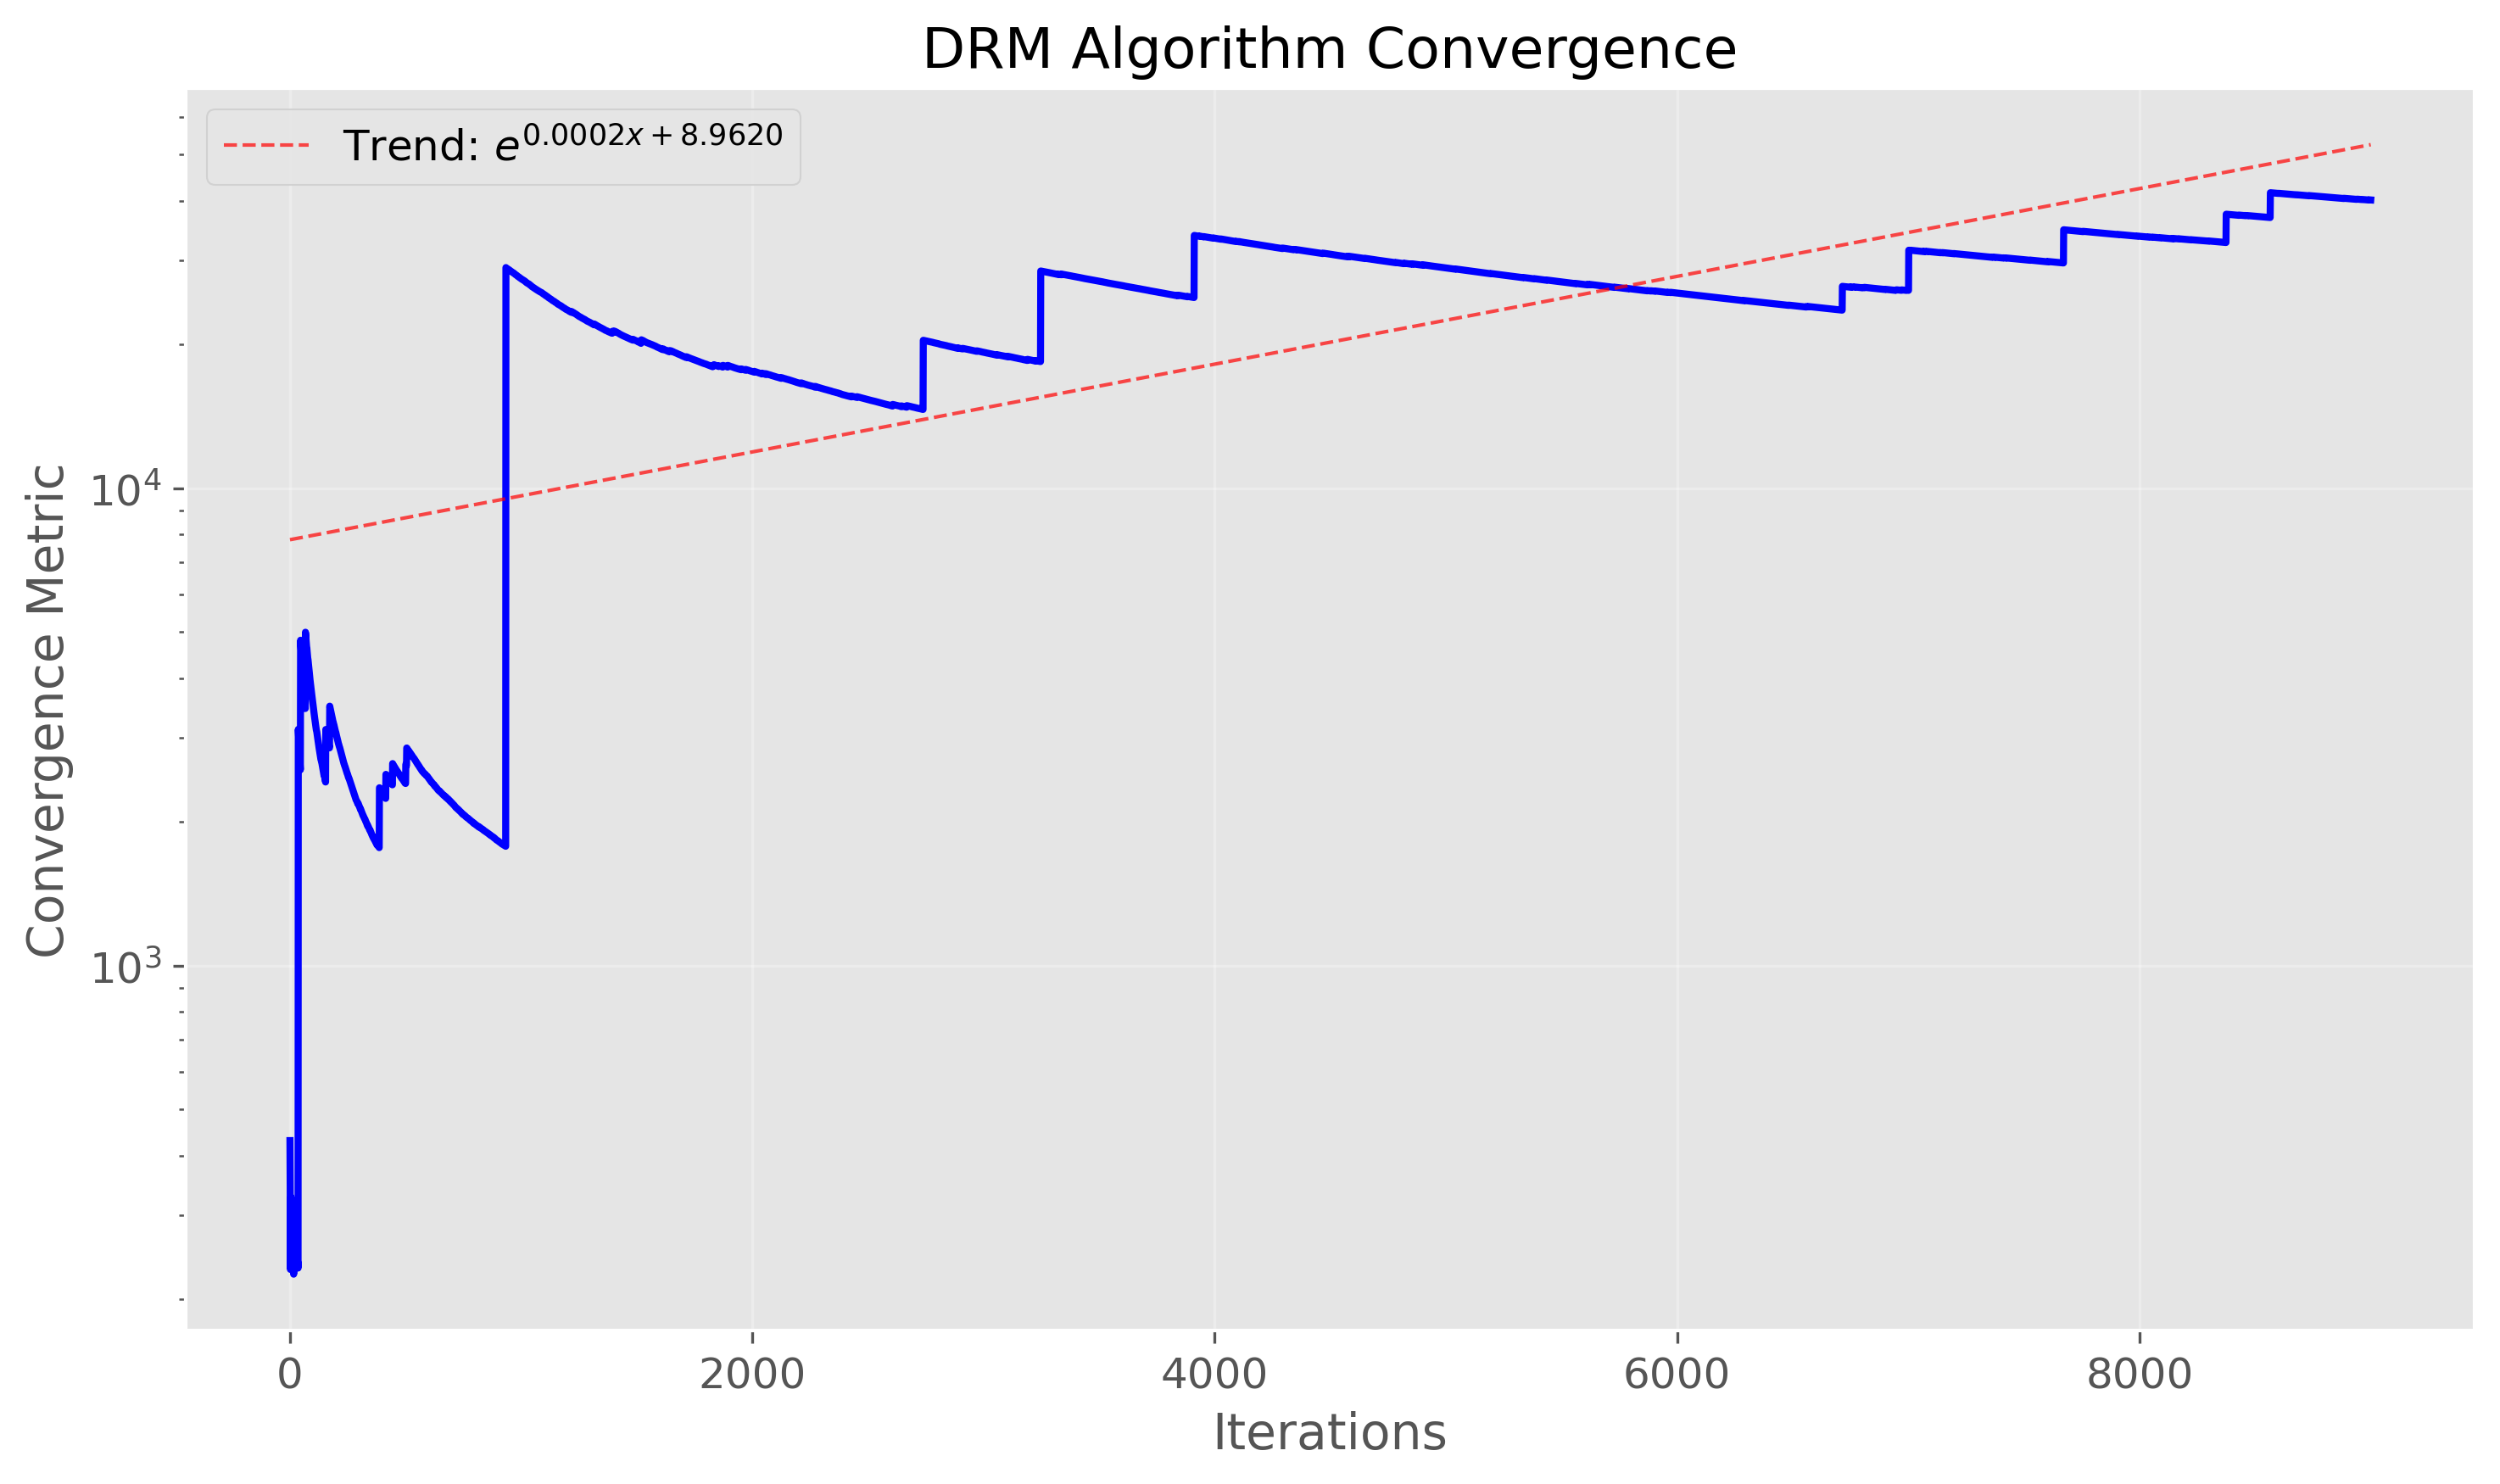 DRM Algorithm Convergence
Trend: e^{0.0002x + 8.9620}
Convergence Metric
10^4
10^3
0 2000 4000 6000 8000
Iterations